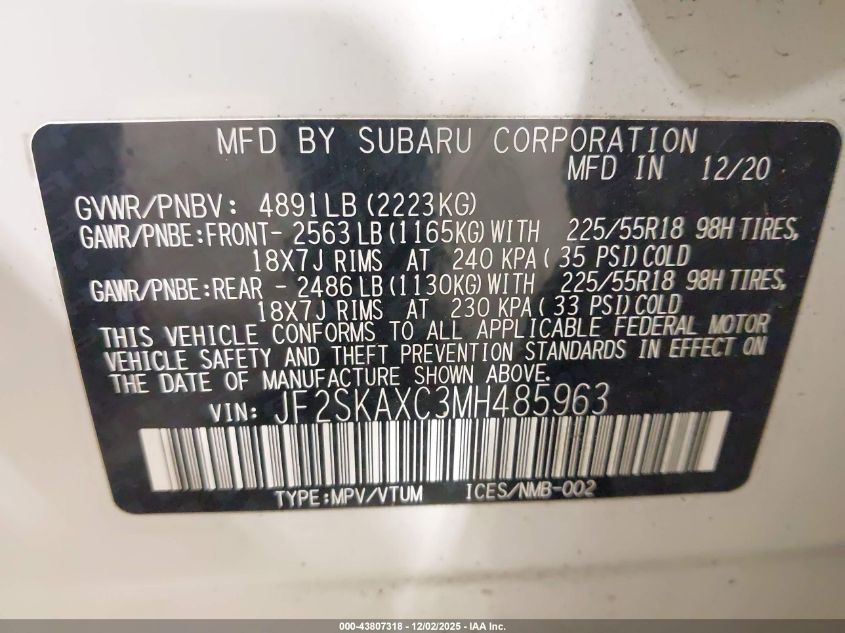 MFD BY SUBARU CORPORATION
MFD IN 12/20
GVWR/PNBV: 4891LB (2223KG)
GAWR/PNBE:FRONT- 2563 LB (1165KG) WITH 225/55R18 98H TIRES,
18X7J RIMS AT 240 KPA ( 35 PSI) COLD
GAWR/PNBE:REAR - 2486 LB (1130KG) WITH 225/55R18 98H TIRES,
18X7J RIMS AT 230 KPA ( 33 PSI) COLD
THIS VEHICLE CONFORMS TO ALL APPLICABLE FEDERAL MOTOR
VEHICLE SAFETY AND THEFT PREVENTION STANDARDS IN EFFECT ON
THE DATE OF MANUFACTURE SHOWN ABOVE.
VIN: JF2SKAXC3MH485963
TYPE:MPV/VTUM ICES/NMB-002
000-43807318 - 12/02/2025 - IAA Inc.